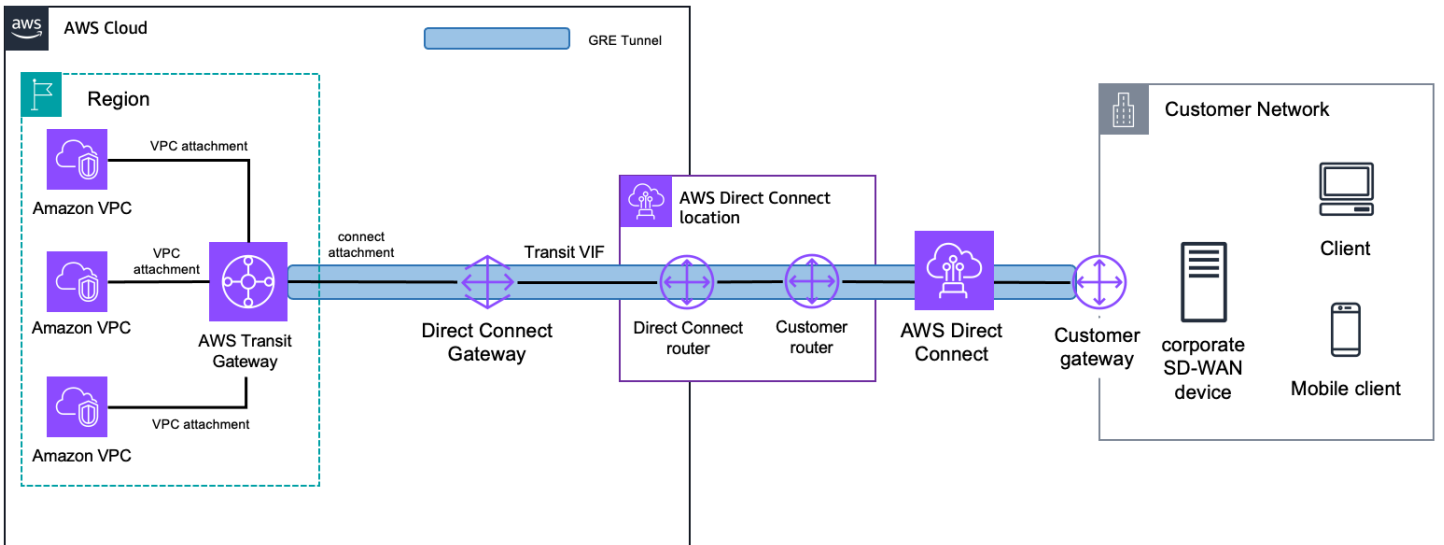 aws
AWS Cloud
GRE Tunnel
Region
VPC attachment
Amazon VPC
VPC
attachment
Amazon VPC
AWS Transit
Gateway
VPC attachment
Amazon VPC
connect
attachment
Transit VIF
Direct Connect
Gateway
AWS Direct Connect
location
Direct Connect
router
Customer
router
AWS Direct
Connect
Customer
gateway
Customer Network
Client
corporate
SD-WAN
device
Mobile client